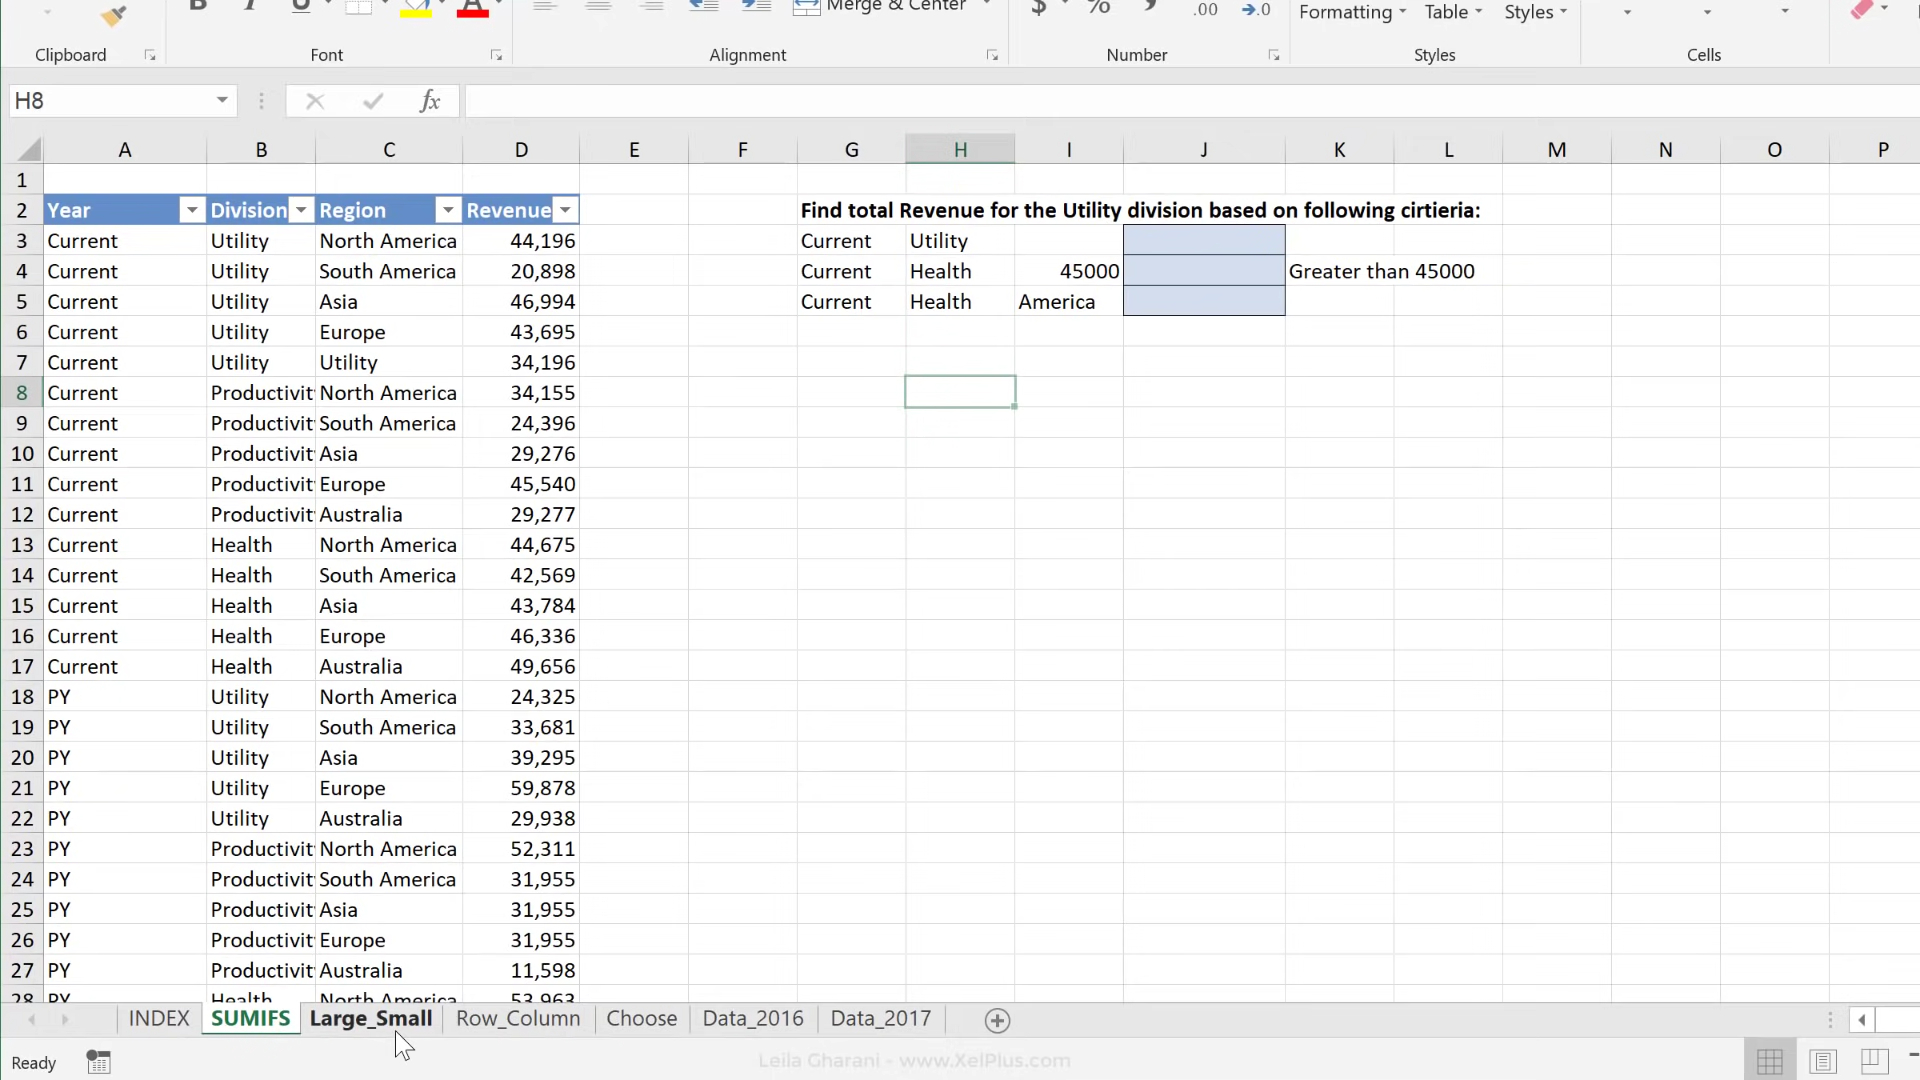 B I U Merge & Center $ % .00 .0 Formatting Table Styles
Clipboard Font Alignment Number Styles Cells
H8 fx
A B C D E F G H I J K L M N O P
1
2 Year Division Region Revenue Find total Revenue for the Utility division based on following cirtieria:
3 Current Utility North America 44,196 Current Utility
4 Current Utility South America 20,898 Current Health 45000 Greater than 45000
5 Current Utility Asia 46,994 Current Health America
6 Current Utility Europe 43,695
7 Current Utility Utility 34,196
8 Current Productivit North America 34,155
9 Current Productivit South America 24,396
10 Current Productivit Asia 29,276
11 Current Productivit Europe 45,540
12 Current Productivit Australia 29,277
13 Current Health North America 44,675
14 Current Health South America 42,569
15 Current Health Asia 43,784
16 Current Health Europe 46,336
17 Current Health Australia 49,656
18 PY Utility North America 24,325
19 PY Utility South America 33,681
20 PY Utility Asia 39,295
21 PY Utility Europe 59,878
22 PY Utility Australia 29,938
23 PY Productivit North America 52,311
24 PY Productivit South America 31,955
25 PY Productivit Asia 31,955
26 PY Productivit Europe 31,955
27 PY Productivit Australia 11,598
28 PY Health North America 53,963
INDEX SUMIFS Large_Small Row_Column Choose Data_2016 Data_2017
Ready Leila Gharani - www.XelPlus.com